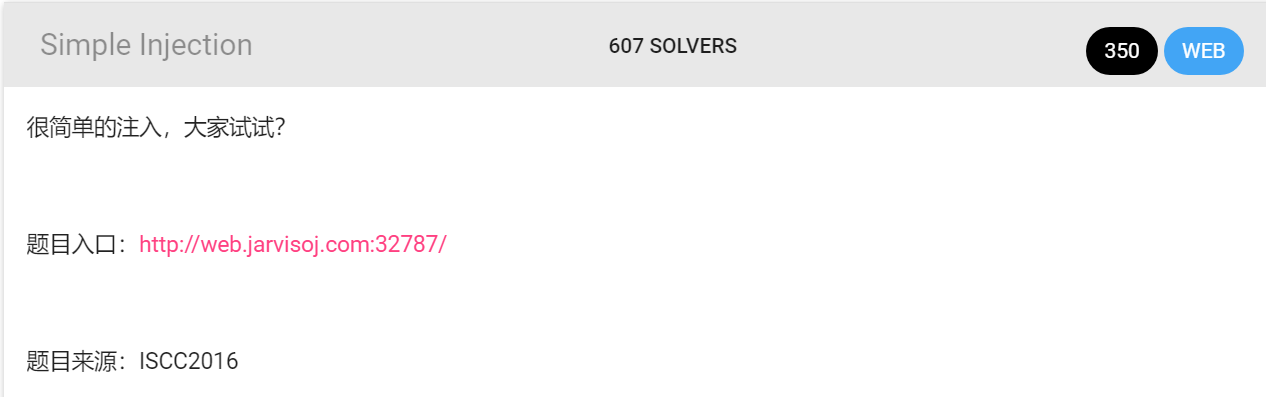 Simple Injection
607 SOLVERS
350
WEB
很简单的注入，大家试试？
题目入口：http://web.jarvisoj.com:32787/
题目来源：ISCC2016